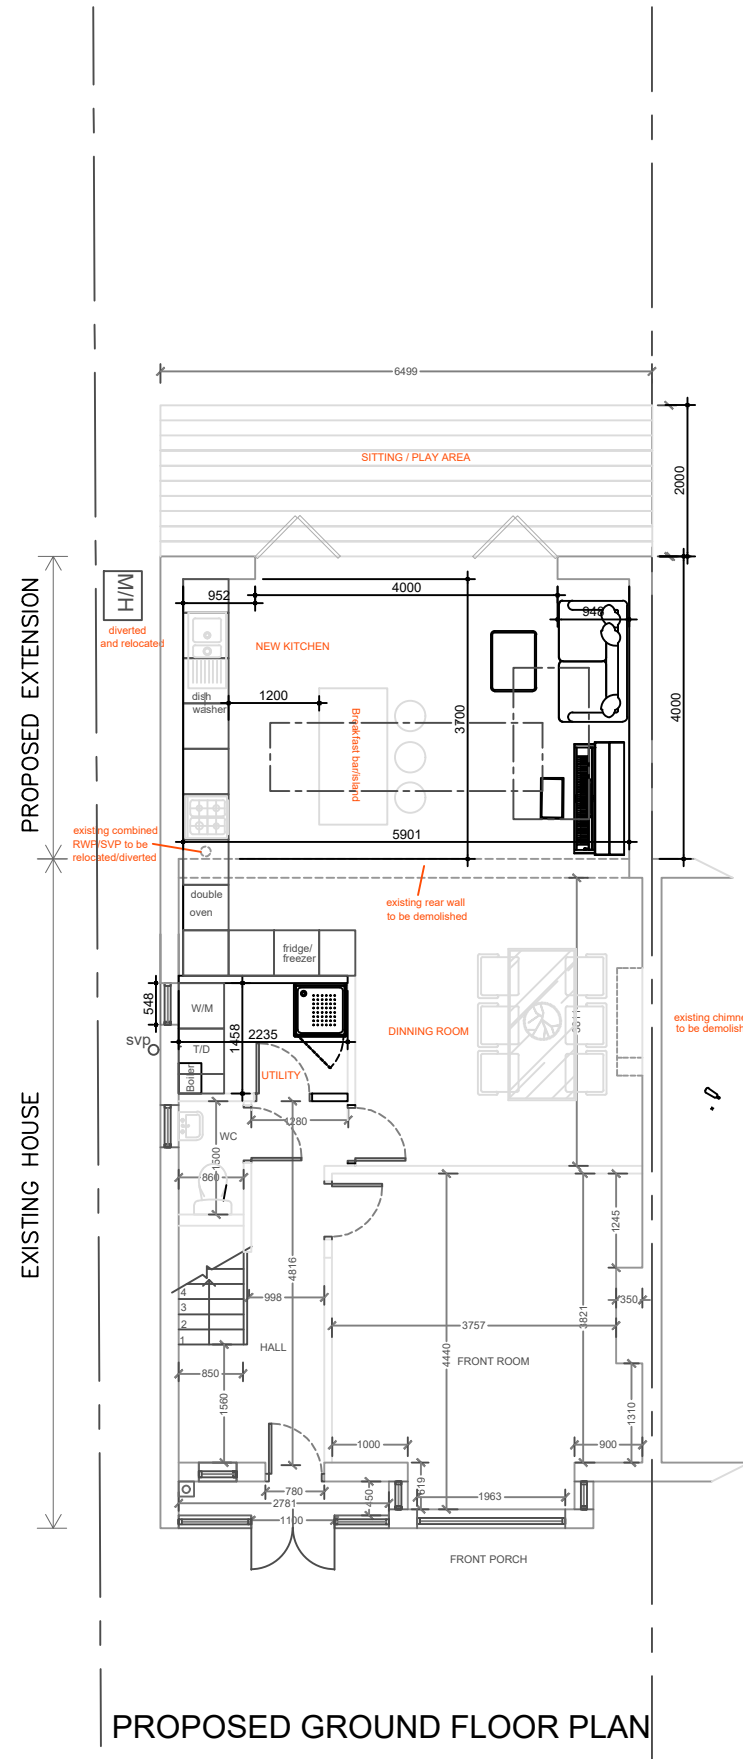 6499
SITTING / PLAY AREA
2000
PROPOSED EXTENSION
M/H
diverted
and relocated
952
4000
948
NEW KITCHEN
dish
washer
1200
Breakfast bar/island
3700
4000
5901
existing combined
RWP/SVP to be
relocated/diverted
existing rear wall
to be demolished
double
oven
fridge/
freezer
548
W/M
svp
T/D
Boiler
1458
2235
UTILITY
DINNING ROOM
existing
to be
EXISTING HOUSE
WC
1280
1500
860
4
3
2
1
4816
998
HALL
850
1560
1245
350
3821
3757
4440
FRONT ROOM
1310
1000
900
619
1963
780
450
2781
1100
FRONT PORCH
PROPOSED GROUND FLOOR PLAN